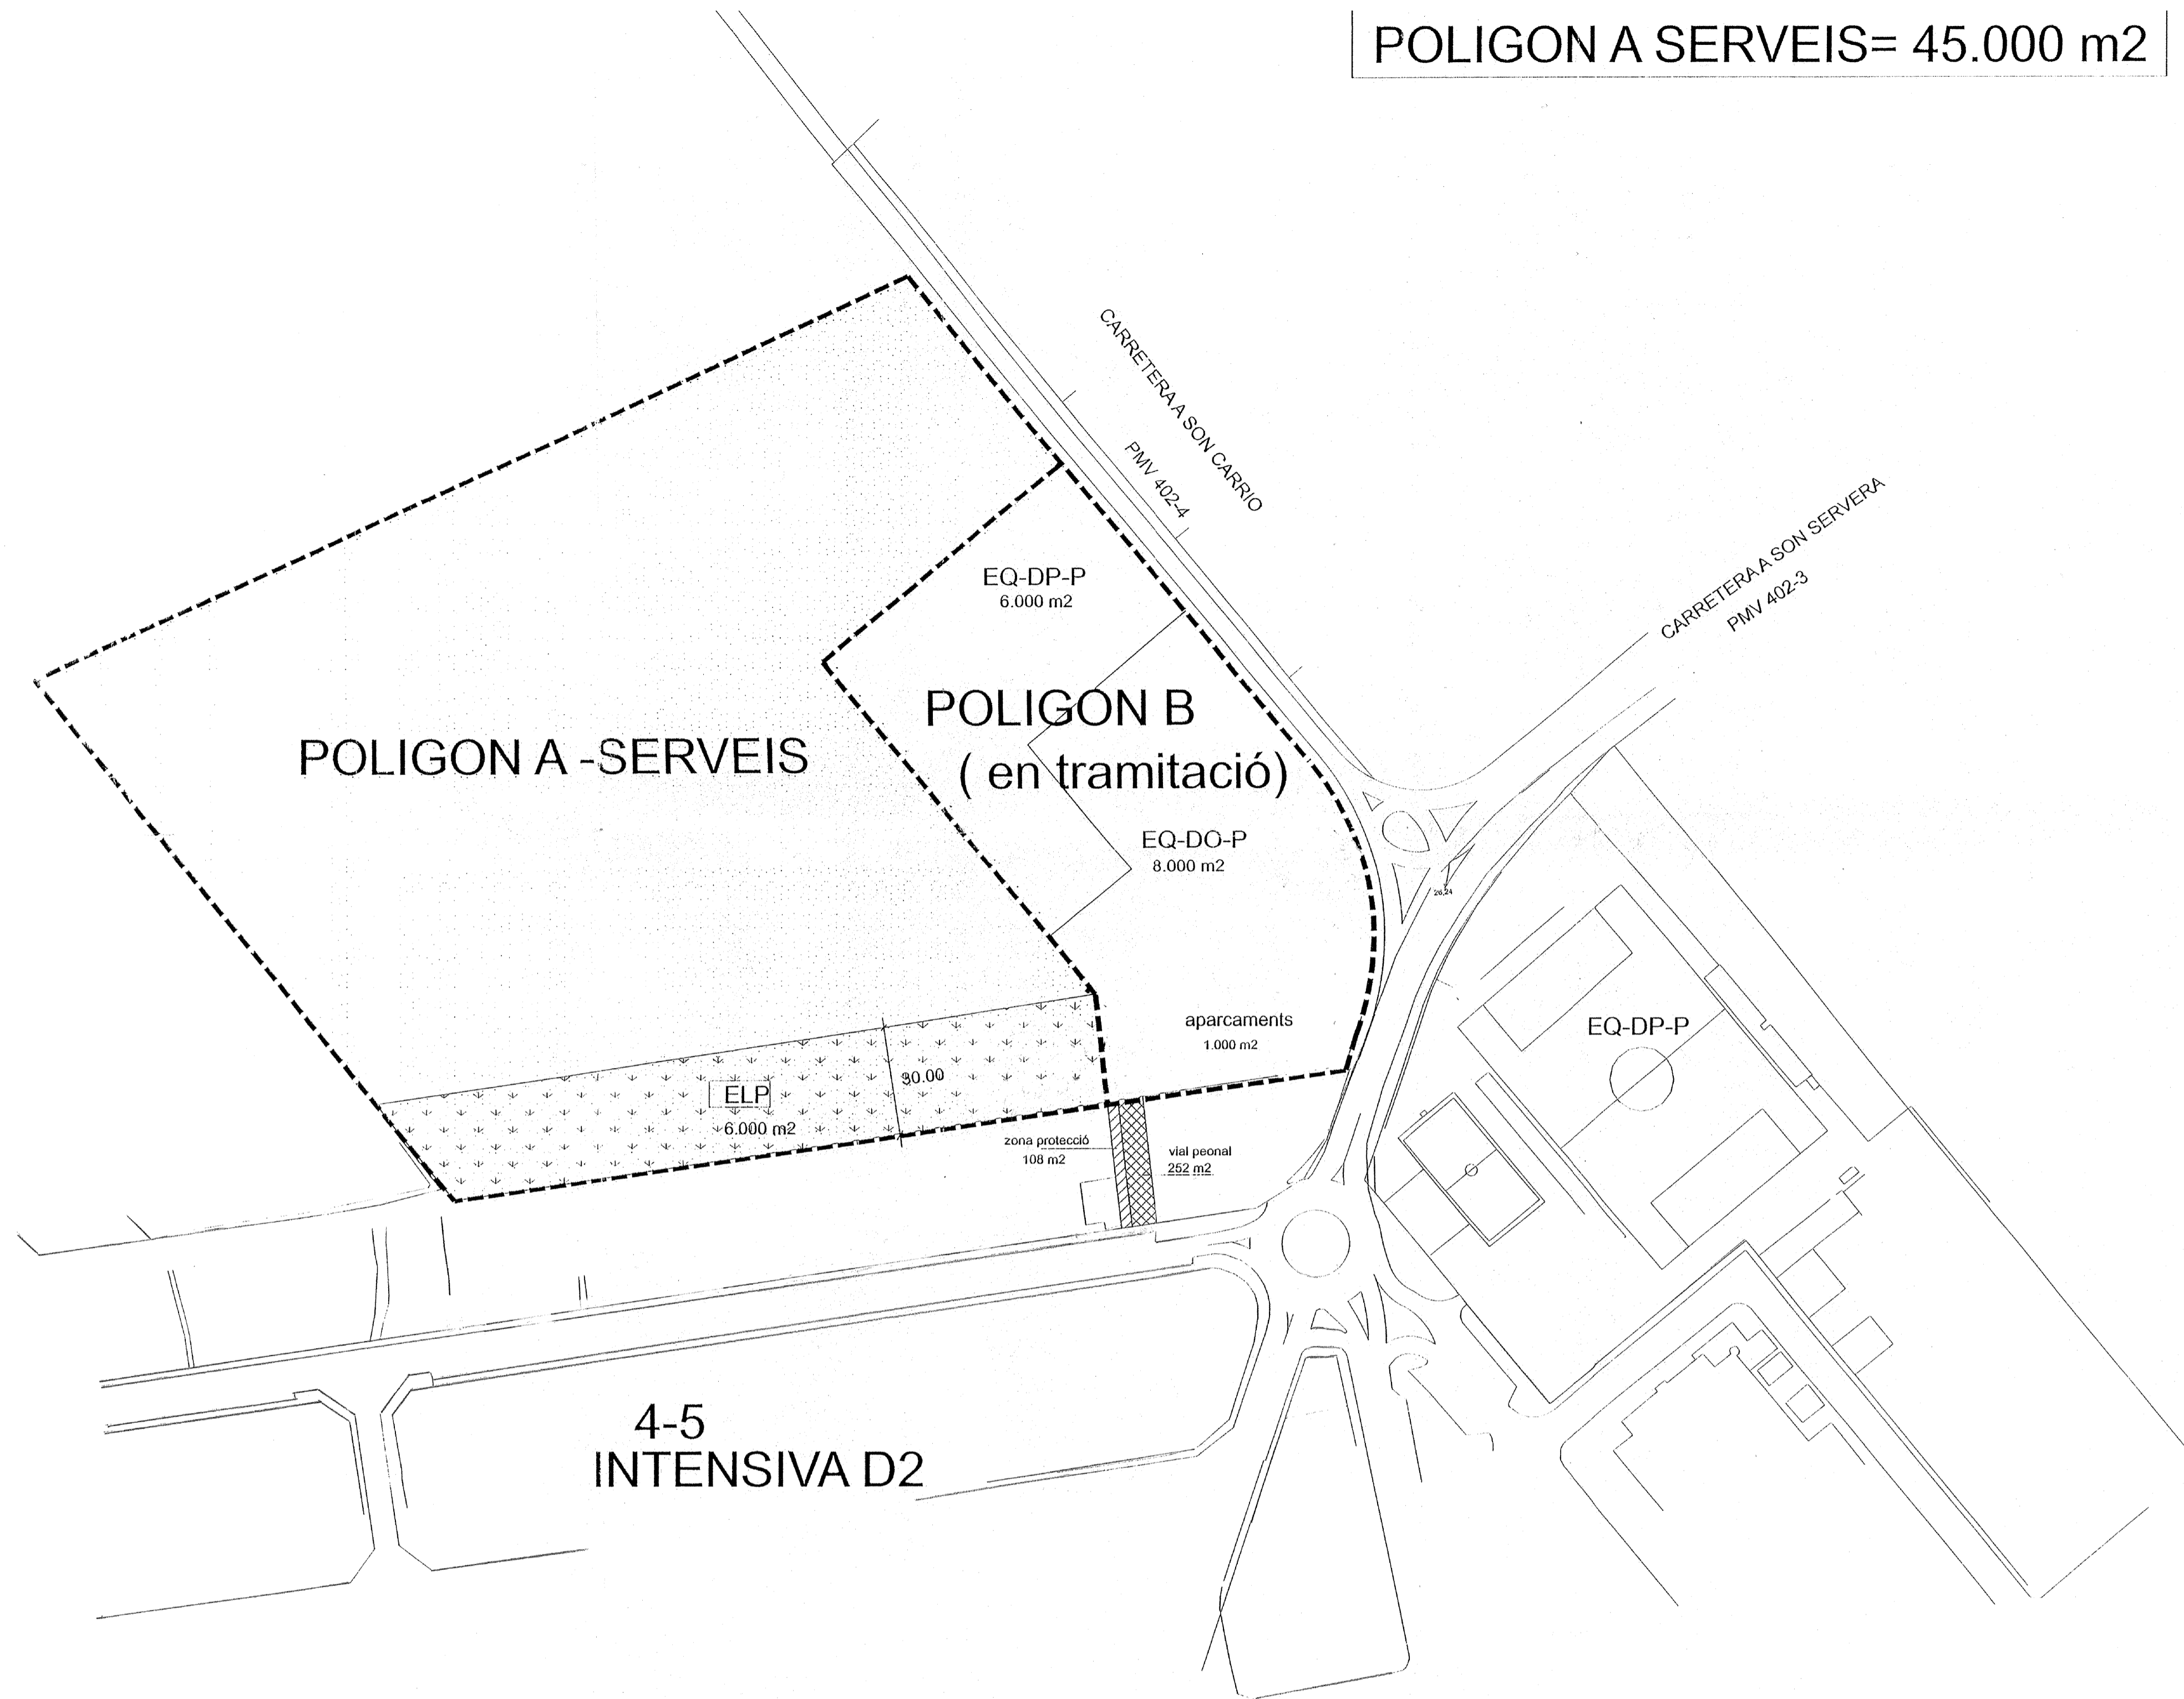 POLIGON A SERVEIS= 45.000 m2
CARRETERA A SON CARRIO
PMV 402-4
CARRETERA A SON SERVERA
PMV 402-3
EQ-DP-P
6.000 m2
POLIGON B
( en tramitació)
POLIGON A -SERVEIS
EQ-DO-P
8.000 m2
26,24
aparcaments
1.000 m2
EQ-DP-P
30.00
ELP
6.000 m2
zona protecció
108 m2
vial peonal
252 m2
4-5
INTENSIVA D2